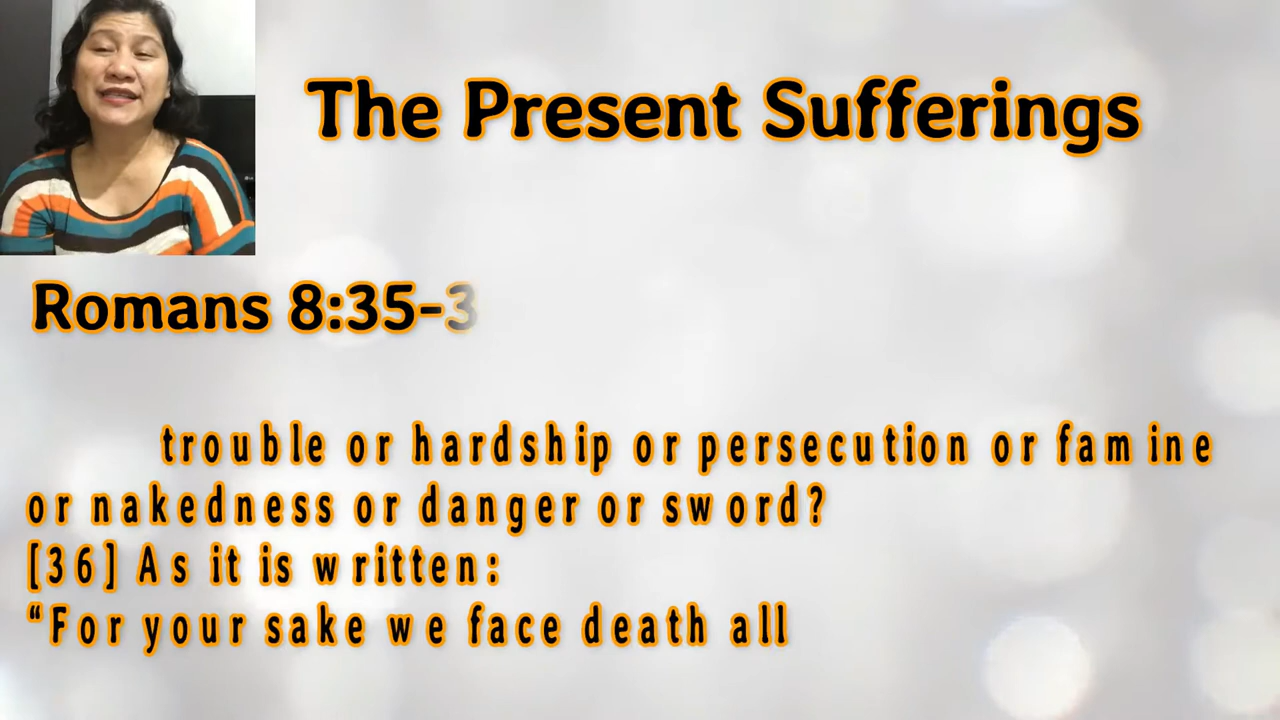 The Present Sufferings
Romans 8:35-3
trouble or hardship or persecution or famine
or nakedness or danger or sword?
[36] As it is written:
“For your sake we face death all